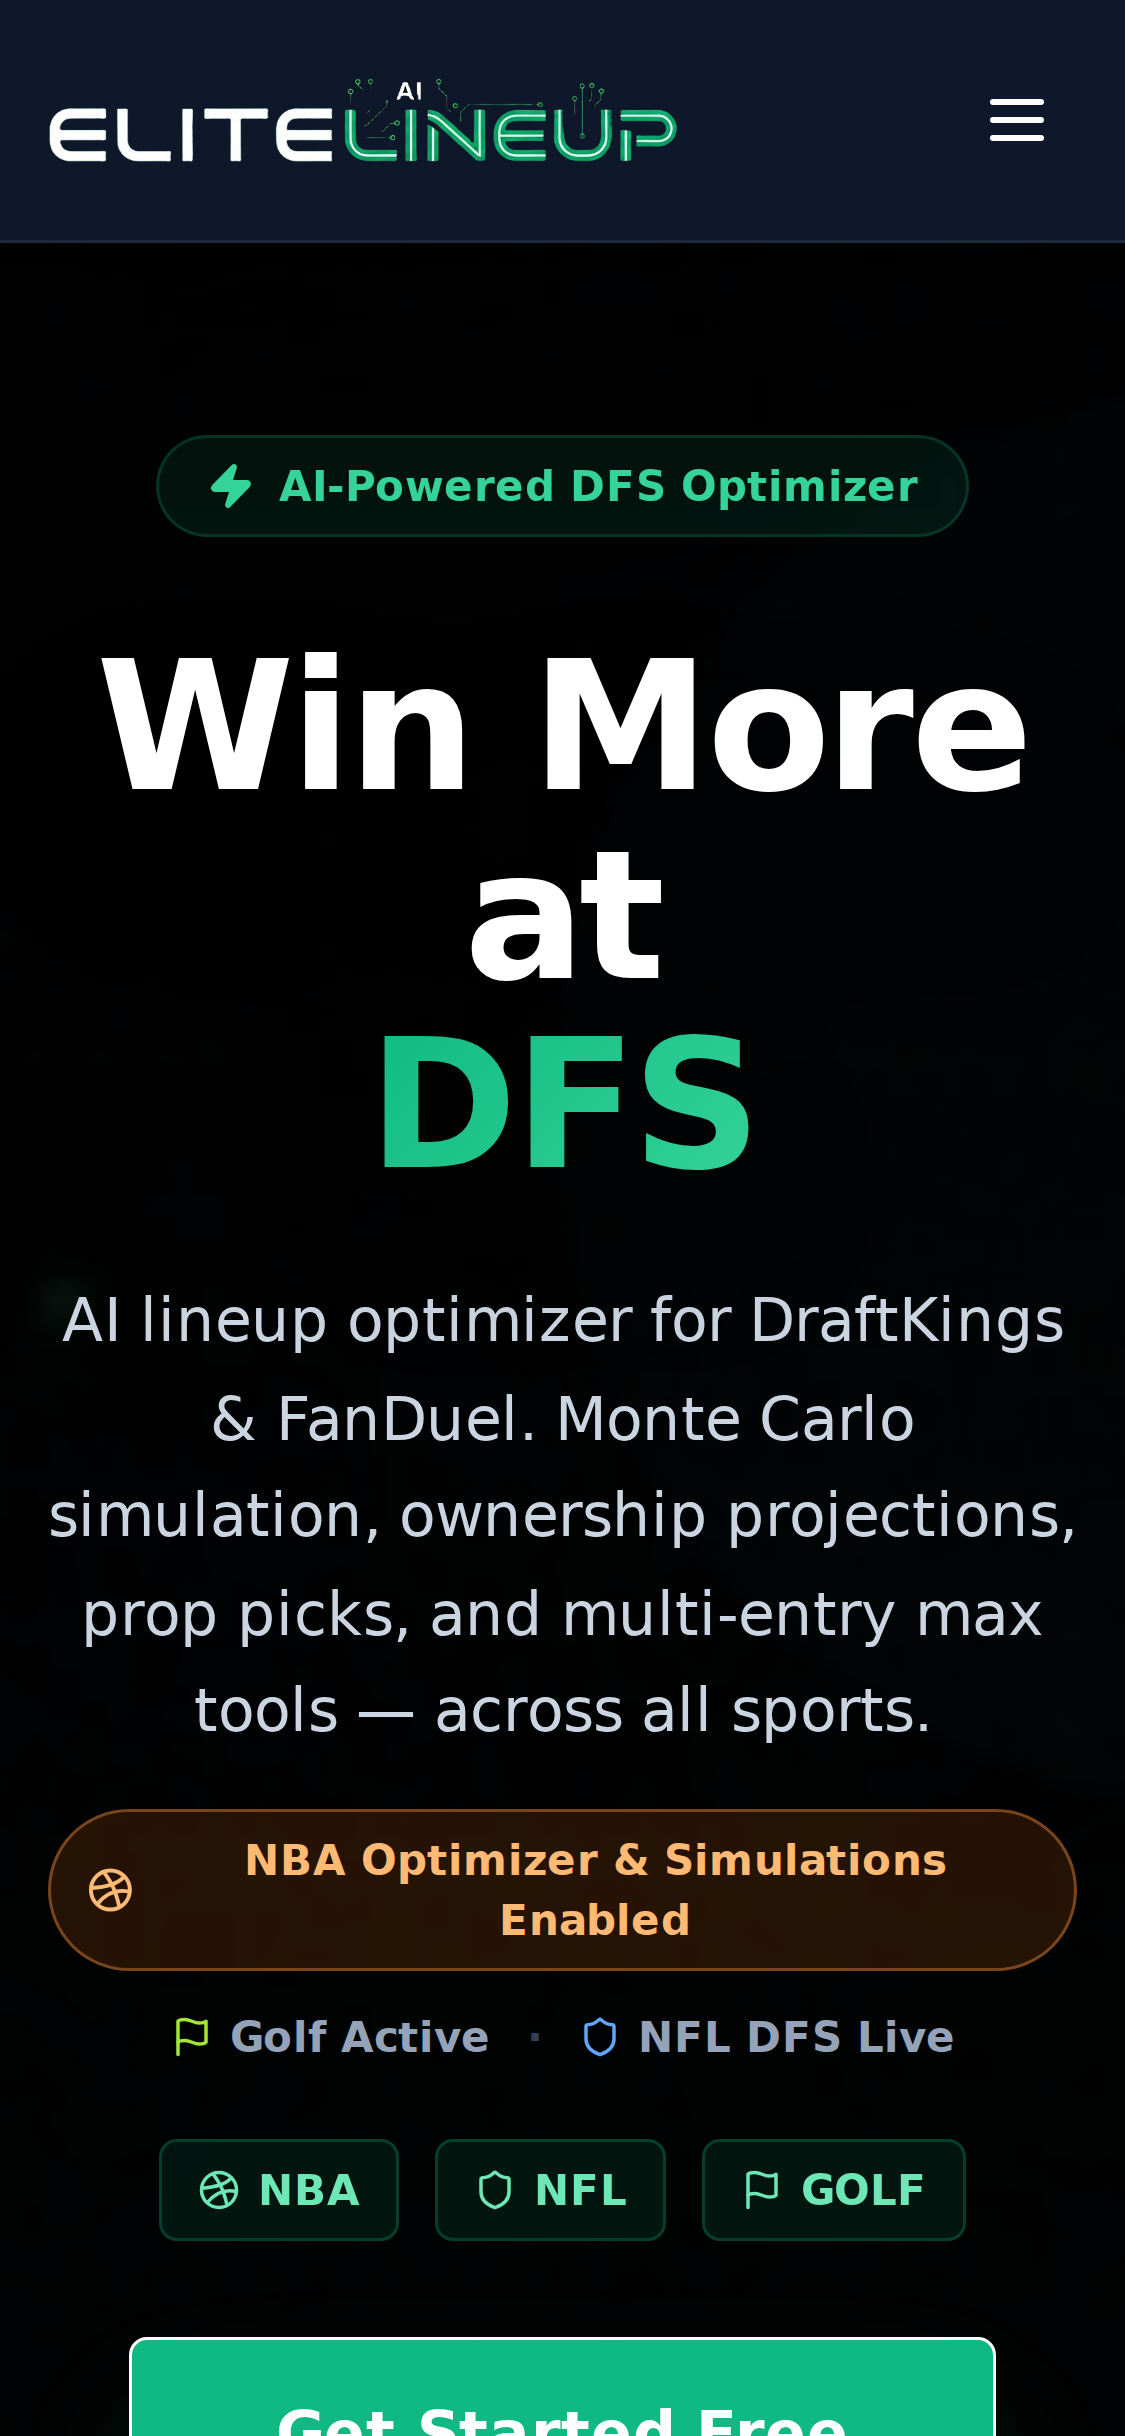 ELITE AI LINEUP
AI-Powered DFS Optimizer
Win More
at
DFS
AI lineup optimizer for DraftKings
& FanDuel. Monte Carlo
simulation, ownership projections,
prop picks, and multi-entry max
tools — across all sports.
NBA Optimizer & Simulations
Enabled
Golf Active · NFL DFS Live
NBA NFL GOLF
Get Started Free